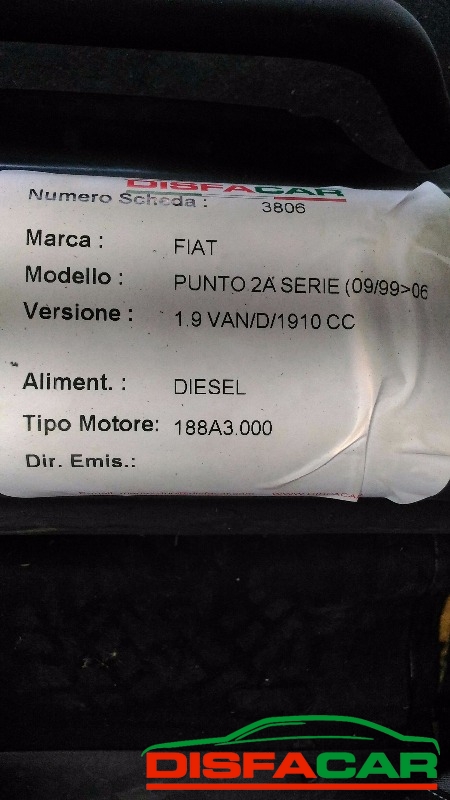 DISFACAR
Numero Scheda : 3806
Marca : FIAT
Modello : PUNTO 2A SERIE (09/99>06
Versione : 1.9 VAN/D/1910 CC
Aliment. : DIESEL
Tipo Motore: 188A3.000
Dir. Emis.:
DISFACAR